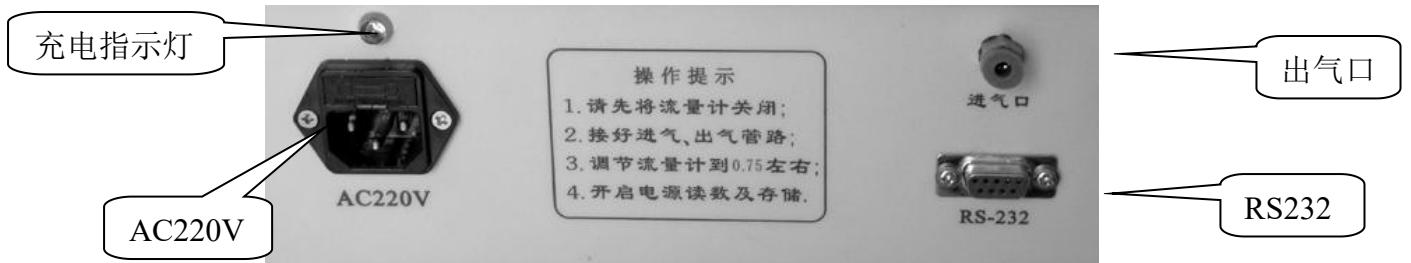 充电指示灯
AC220V
AC220V
操作提示
1.请先将流量计关闭;
2.接好进气、出气管路;
3.调节流量计到0.75左右;
4.开启电源读数及存储.
进气口
RS-232
出气口
RS232